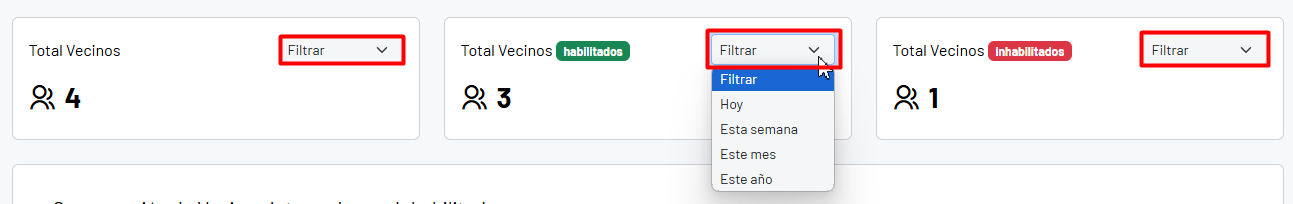 Total Vecinos
Filtrar
4
Total Vecinos habilitados
Filtrar
3
Filtrar
Hoy
Esta semana
Este mes
Este año
Total Vecinos inhabilitados
Filtrar
1